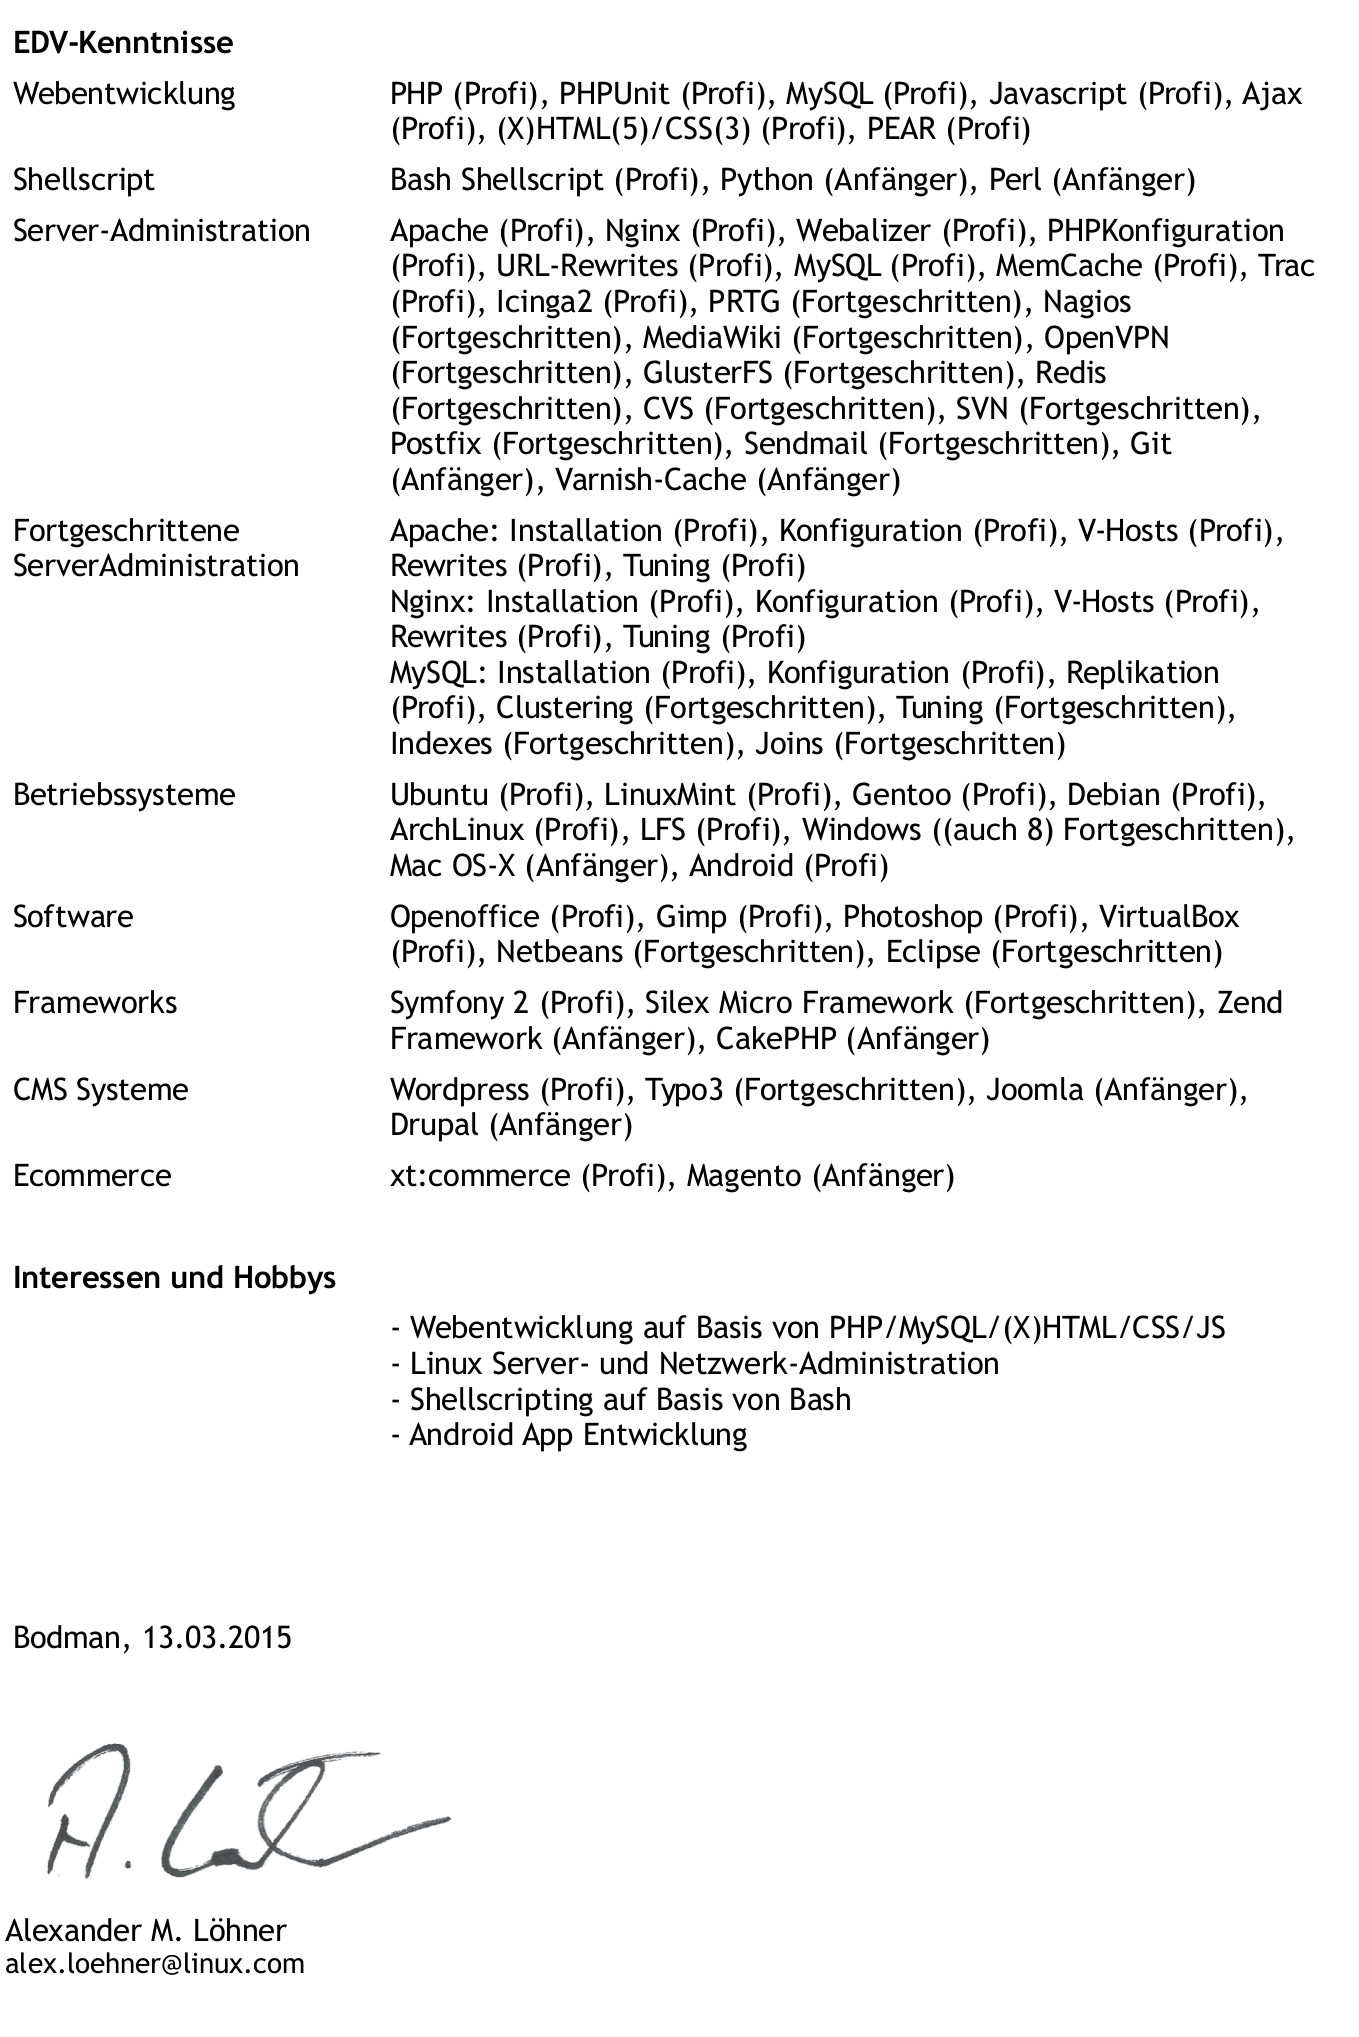 EDV-Kenntnisse
Webentwicklung PHP (Profi), PHPUnit (Profi), MySQL (Profi), Javascript (Profi), Ajax
(Profi), (X)HTML(5)/CSS(3) (Profi), PEAR (Profi)
Shellscript Bash Shellscript (Profi), Python (Anfänger), Perl (Anfänger)
Server-Administration Apache (Profi), Nginx (Profi), Webalizer (Profi), PHPKonfiguration
(Profi), URL-Rewrites (Profi), MySQL (Profi), MemCache (Profi), Trac
(Profi), Icinga2 (Profi), PRTG (Fortgeschritten), Nagios
(Fortgeschritten), MediaWiki (Fortgeschritten), OpenVPN
(Fortgeschritten), GlusterFS (Fortgeschritten), Redis
(Fortgeschritten), CVS (Fortgeschritten), SVN (Fortgeschritten),
Postfix (Fortgeschritten), Sendmail (Fortgeschritten), Git
(Anfänger), Varnish-Cache (Anfänger)
Fortgeschrittene Apache: Installation (Profi), Konfiguration (Profi), V-Hosts (Profi),
ServerAdministration Rewrites (Profi), Tuning (Profi)
Nginx: Installation (Profi), Konfiguration (Profi), V-Hosts (Profi),
Rewrites (Profi), Tuning (Profi)
MySQL: Installation (Profi), Konfiguration (Profi), Replikation
(Profi), Clustering (Fortgeschritten), Tuning (Fortgeschritten),
Indexes (Fortgeschritten), Joins (Fortgeschritten)
Betriebssysteme Ubuntu (Profi), LinuxMint (Profi), Gentoo (Profi), Debian (Profi),
ArchLinux (Profi), LFS (Profi), Windows ((auch 8) Fortgeschritten),
Mac OS-X (Anfänger), Android (Profi)
Software Openoffice (Profi), Gimp (Profi), Photoshop (Profi), VirtualBox
(Profi), Netbeans (Fortgeschritten), Eclipse (Fortgeschritten)
Frameworks Symfony 2 (Profi), Silex Micro Framework (Fortgeschritten), Zend
Framework (Anfänger), CakePHP (Anfänger)
CMS Systeme Wordpress (Profi), Typo3 (Fortgeschritten), Joomla (Anfänger),
Drupal (Anfänger)
Ecommerce xt:commerce (Profi), Magento (Anfänger)
Interessen und Hobbys
- Webentwicklung auf Basis von PHP/MySQL/(X)HTML/CSS/JS
- Linux Server- und Netzwerk-Administration
- Shellscripting auf Basis von Bash
- Android App Entwicklung
Bodman, 13.03.2015
Alexander M. Löhner
alex.loehner@linux.com